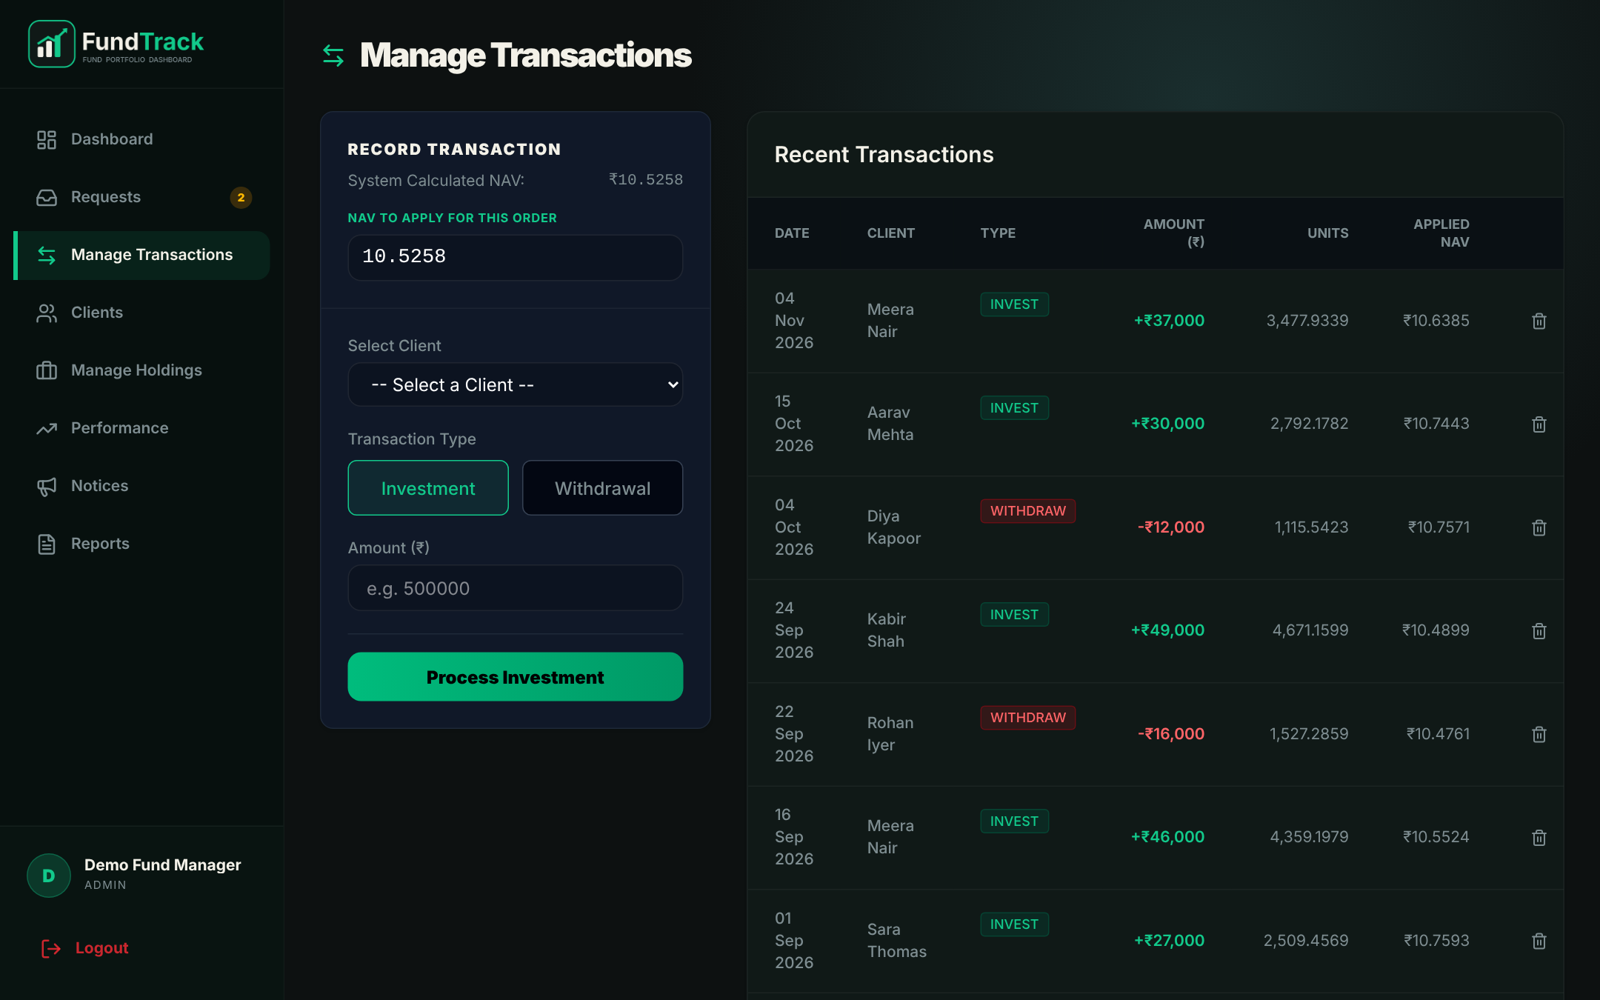 FundTrack
FUND PORTFOLIO DASHBOARD
Dashboard
Requests 2
Manage Transactions
Clients
Manage Holdings
Performance
Notices
Reports
D
Demo Fund Manager
ADMIN
Logout
Manage Transactions
RECORD TRANSACTION
System Calculated NAV: ₹10.5258
NAV TO APPLY FOR THIS ORDER
10.5258
Select Client
-- Select a Client --
Transaction Type
Investment Withdrawal
Amount (₹)
e.g. 500000
Process Investment
Recent Transactions
DATE CLIENT TYPE AMOUNT (₹) UNITS APPLIED NAV
04 Nov 2026 Meera Nair INVEST +₹37,000 3,477.9339 ₹10.6385
15 Oct 2026 Aarav Mehta INVEST +₹30,000 2,792.1782 ₹10.7443
04 Oct 2026 Diya Kapoor WITHDRAW -₹12,000 1,115.5423 ₹10.7571
24 Sep 2026 Kabir Shah INVEST +₹49,000 4,671.1599 ₹10.4899
22 Sep 2026 Rohan Iyer WITHDRAW -₹16,000 1,527.2859 ₹10.4761
16 Sep 2026 Meera Nair INVEST +₹46,000 4,359.1979 ₹10.5524
01 Sep 2026 Sara Thomas INVEST +₹27,000 2,509.4569 ₹10.7593